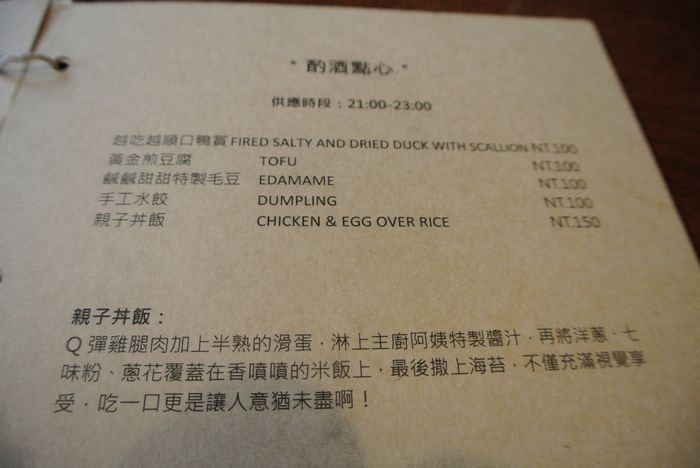 * 酌酒點心 *
供應時段：21:00-23:00
越吃越順口鴨賞 FIRED SALTY AND DRIED DUCK WITH SCALLION NT.100
黃金煎豆腐 TOFU NT.100
鹹鹹甜甜特製毛豆 EDAMAME NT.100
手工水餃 DUMPLING NT.100
親子丼飯 CHICKEN & EGG OVER RICE NT.150
親子丼飯：
Q 彈雞腿肉加上半熟的滑蛋，淋上主廚阿姨特製醬汁，再將洋蔥、七
味粉、蔥花覆蓋在香噴噴的米飯上，最後撒上海苔，不僅充滿視覺享
受，吃一口更是讓人意猶未盡啊！